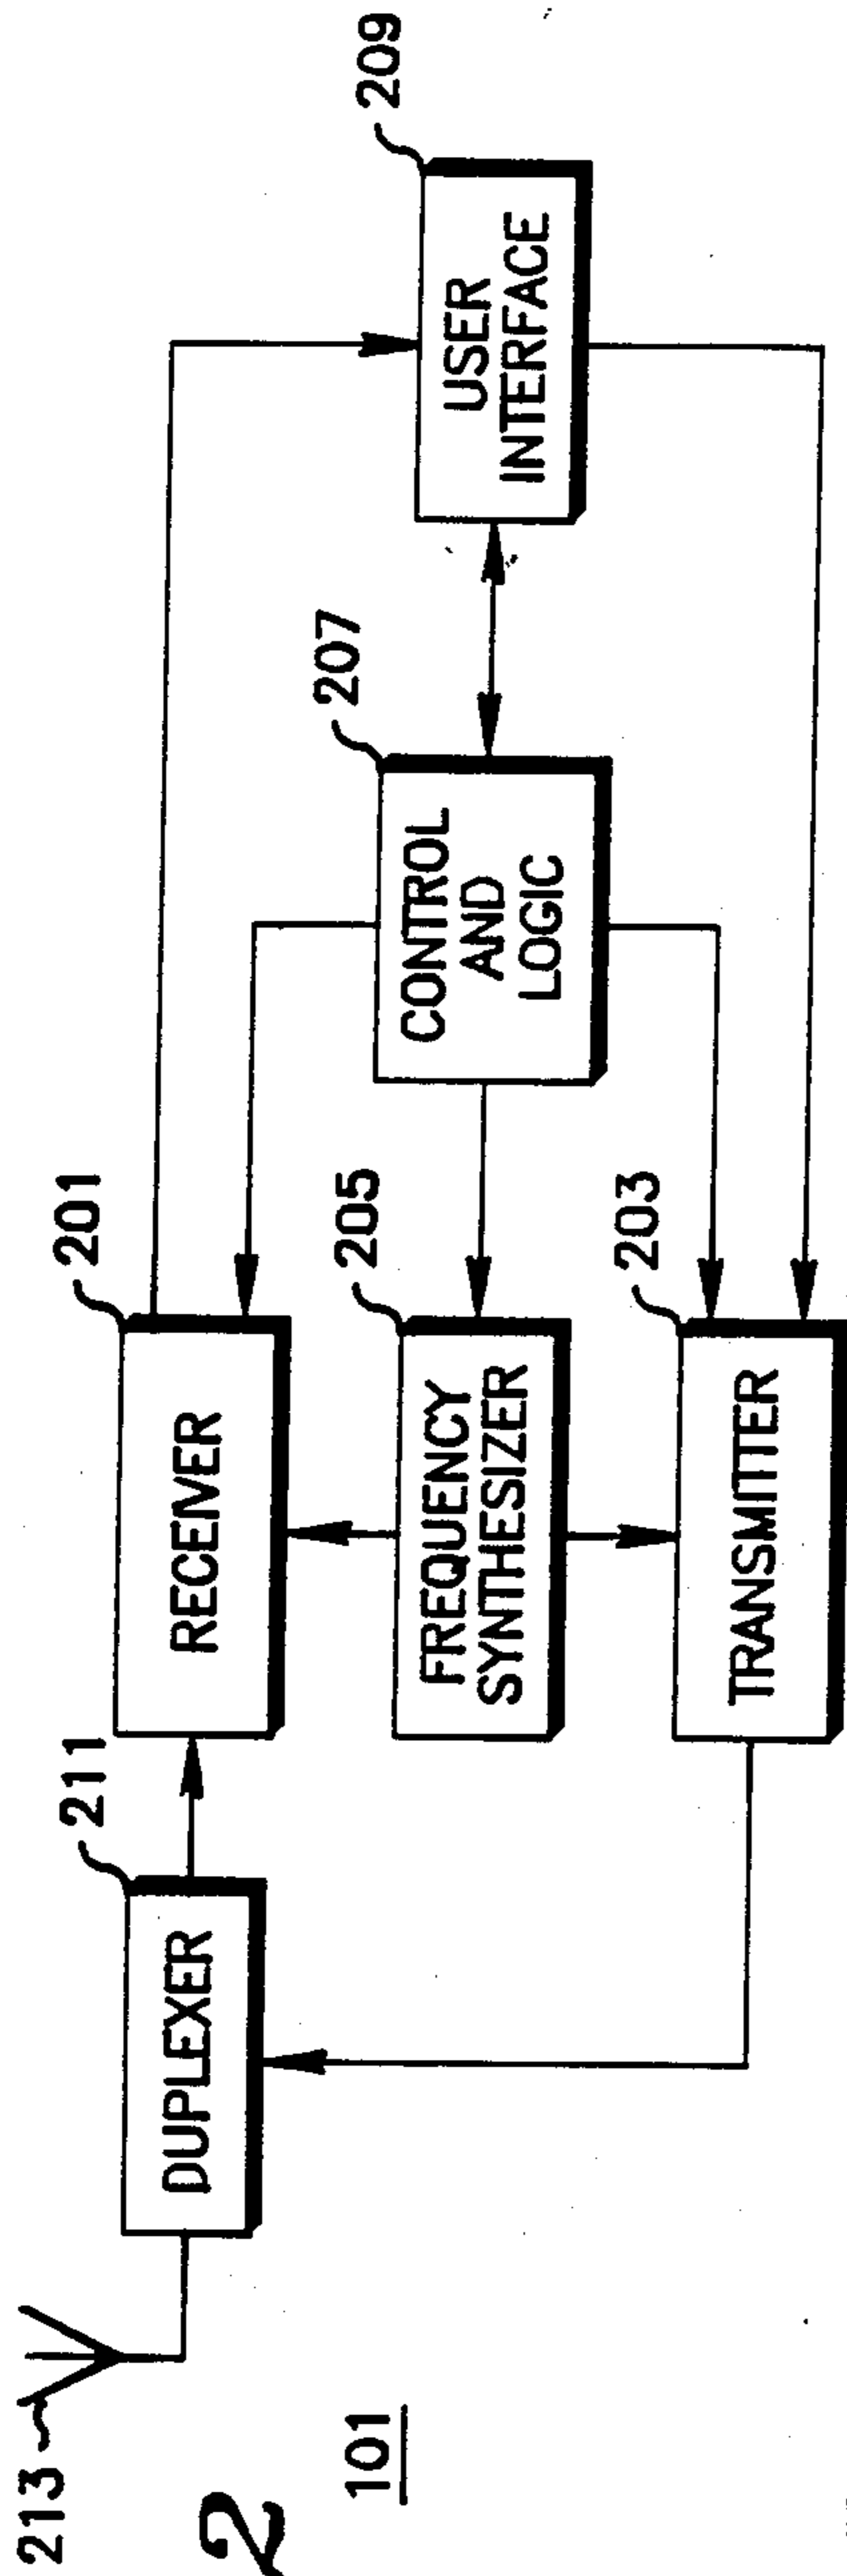 213
2
101
211
DUPLEXER
201
RECEIVER
205
FREQUENCY
SYNTHESIZER
203
TRANSMITTER
207
CONTROL
AND
LOGIC
209
USER
INTERFACE